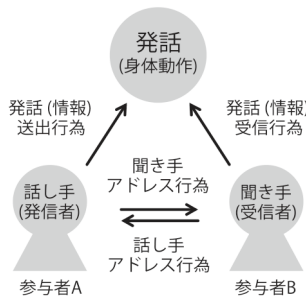 発話
(身体動作)
発話 (情報)
送出行為
発話 (情報)
受信行為
聞き手
アドレス行為
話し手
(発信者)
聞き手
(受信者)
話し手
アドレス行為
参与者A
参与者B